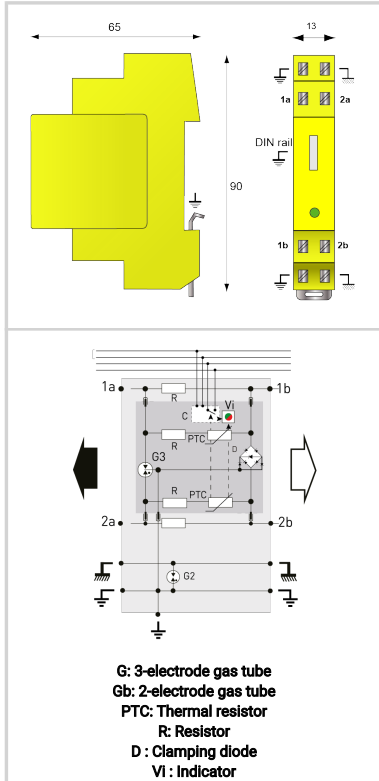 65
13
1a
2a
DIN rail
90
1b
2b
1a
1b
R
C
Vi
R
PTC
D
G3
R
PTC
2a
2b
G2
G: 3-electrode gas tube
Gb: 2-electrode gas tube
PTC: Thermal resistor
R: Resistor
D : Clamping diode
Vi : Indicator